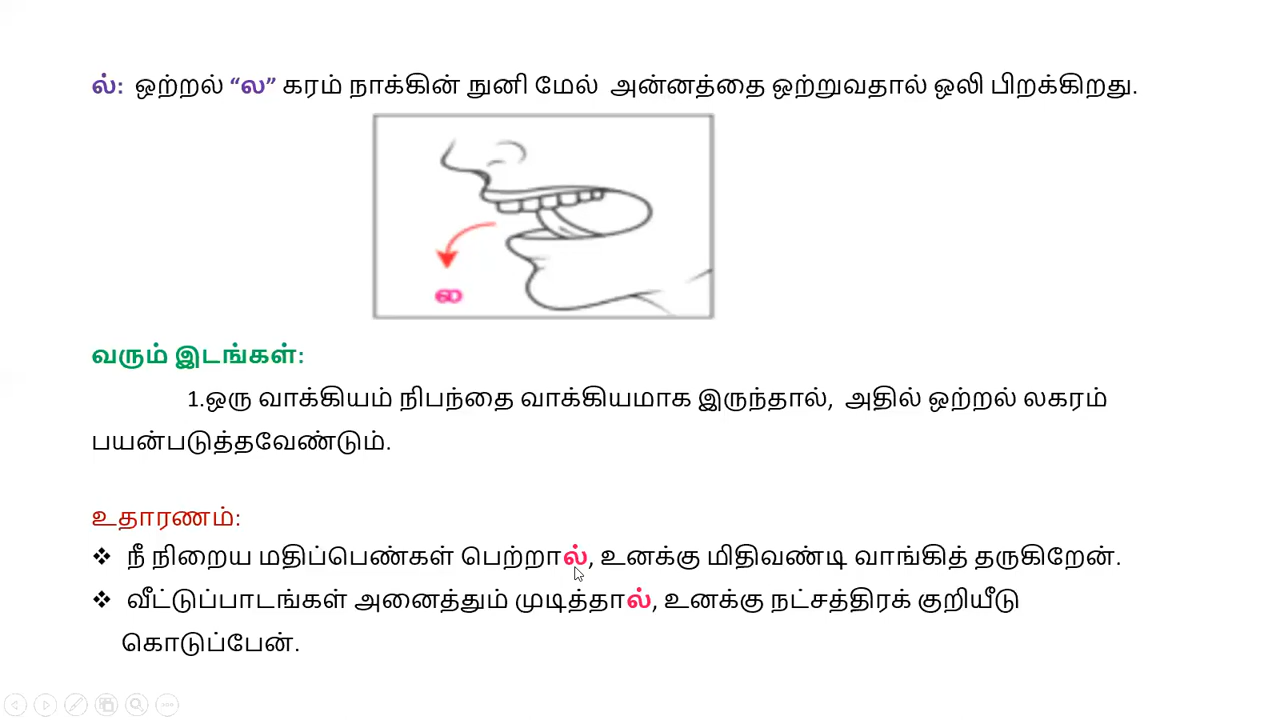 ல்: ஒற்றல் “ல” கரம் நாக்கின் நுனி மேல் அன்னத்தை ஒற்றுவதால் ஒலி பிறக்கிறது.
ல
வரும் இடங்கள்:
1.ஒரு வாக்கியம் நிபந்தை வாக்கியமாக இருந்தால், அதில் ஒற்றல் லகரம்
பயன்படுத்தவேண்டும்.
உதாரணம்:
❖ நீ நிறைய மதிப்பெண்கள் பெற்றால், உனக்கு மிதிவண்டி வாங்கித் தருகிறேன்.
❖ வீட்டுப்பாடங்கள் அனைத்தும் முடித்தால், உனக்கு நட்சத்திரக் குறியீடு
கொடுப்பேன்.